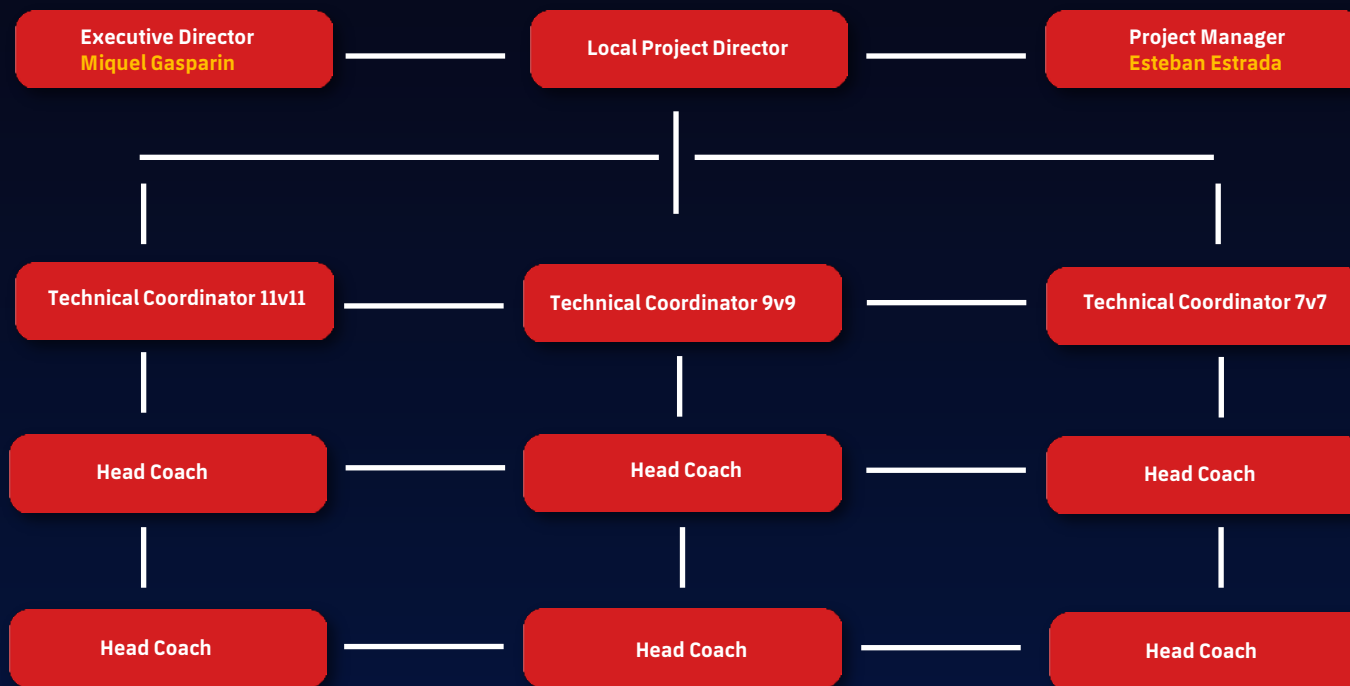 Executive Director
Miquel Gasparin
Local Project Director
Project Manager
Esteban Estrada
Technical Coordinator 11v11
Technical Coordinator 9v9
Technical Coordinator 7v7
Head Coach
Head Coach
Head Coach
Head Coach
Head Coach
Head Coach